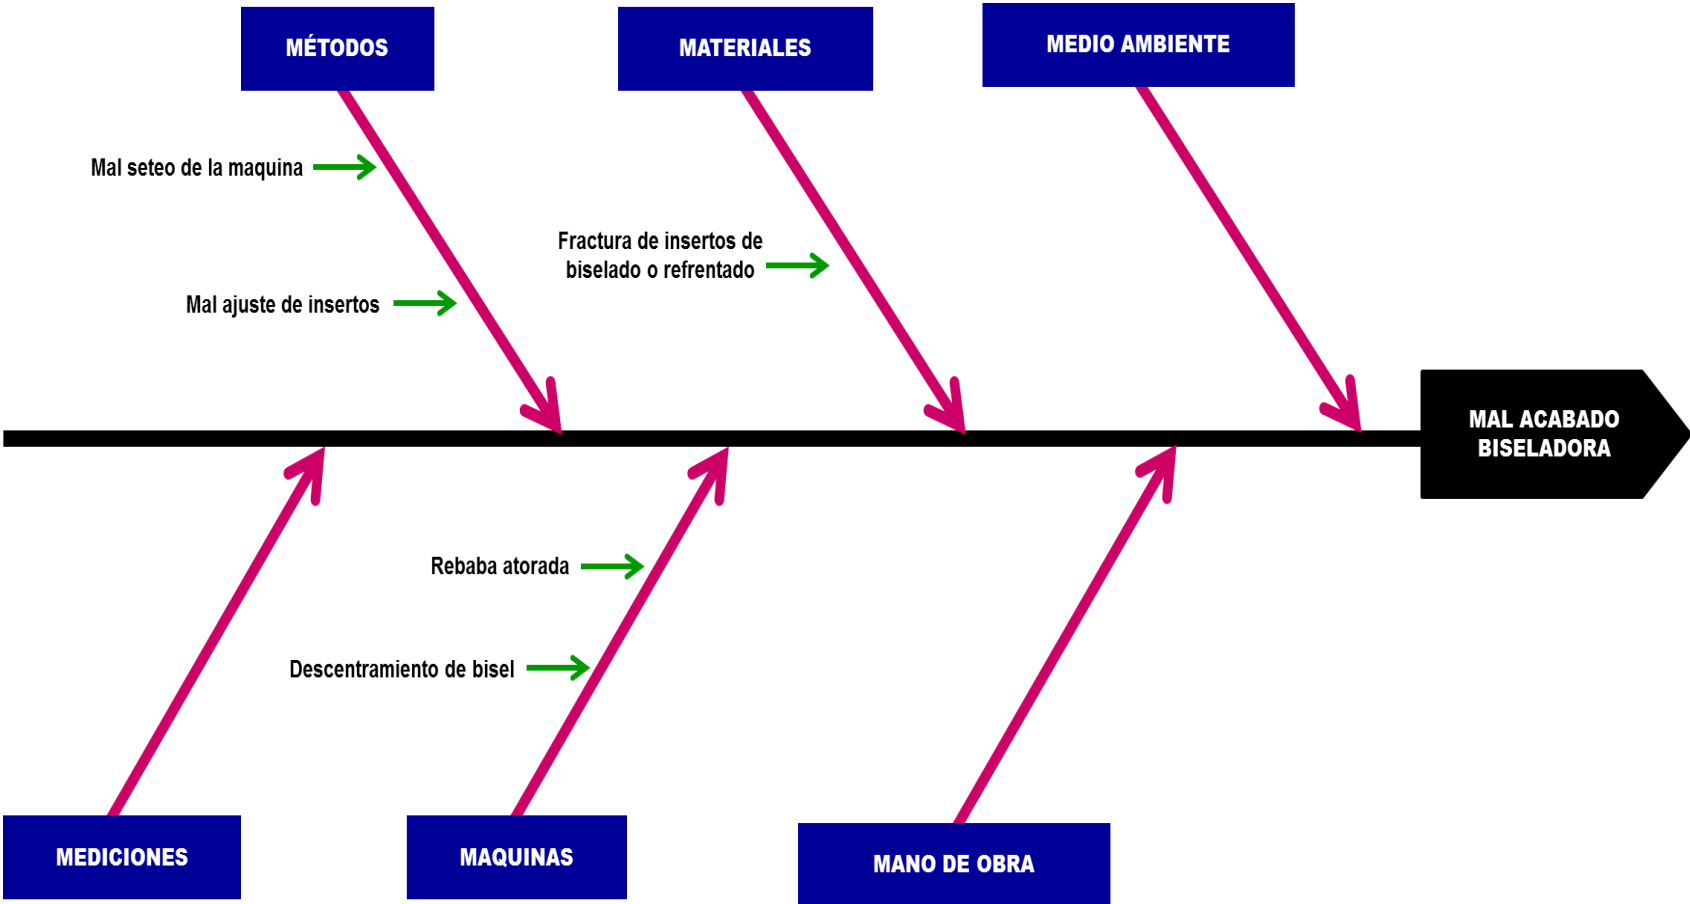 MÉTODOS
MATERIALES
MEDIO AMBIENTE
Mal seteo de la maquina
Fractura de insertos de
biselado o refrentado
Mal ajuste de insertos
MAL ACABADO
BISELADORA
Rebaba atorada
Descentramiento de bisel
MEDICIONES
MAQUINAS
MANO DE OBRA